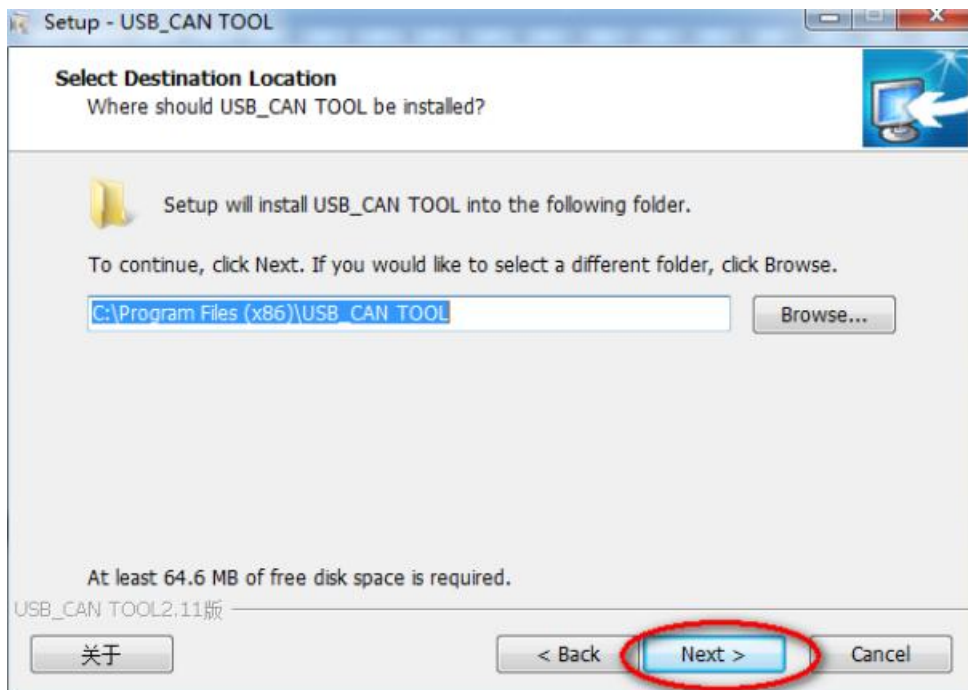 Setup - USB_CAN TOOL
Select Destination Location
Where should USB_CAN TOOL be installed?
Setup will install USB_CAN TOOL into the following folder.
To continue, click Next. If you would like to select a different folder, click Browse.
C:\Program Files (x86)\USB_CAN TOOL
Browse...
At least 64.6 MB of free disk space is required.
USB_CAN TOOL2.11版
关于
< Back
Next >
Cancel